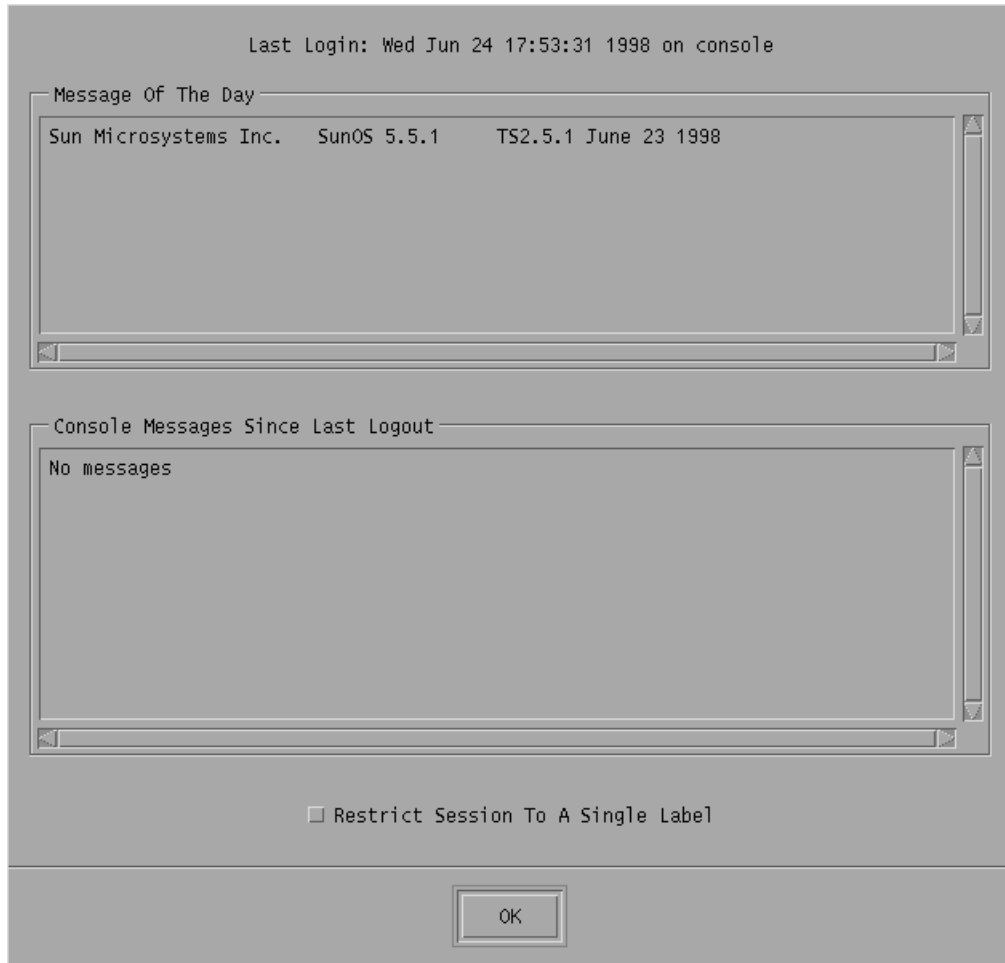 Last Login: Wed Jun 24 17:53:31 1998 on console
Message Of The Day
Sun Microsystems Inc.   SunOS 5.5.1     TS2.5.1 June 23 1998
Console Messages Since Last Logout
No messages
Restrict Session To A Single Label
OK